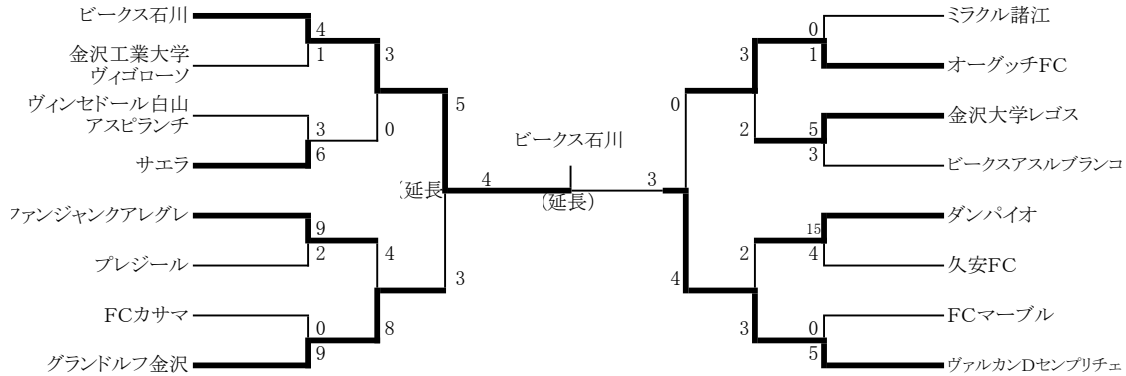 ビークス石川
4
金沢工業大学
ヴィゴローソ
1
3
ヴィンセドール白山
アスピランチ
3
0
サエラ
6
5
(延長
ファンジャンクアレグレ
9
プレジール
2
4
3
FCカサマ
0
8
グランドルフ金沢
9
ビークス石川
4
3
(延長)
ミラクル諸江
0
オーグッチFC
1
3
0
金沢大学レゴス
5
2
ビークスアスルブランコ
3
ダンパイオ
15
久安FC
4
2
4
FCマーブル
0
3
ヴァルカンDセンプリチェ
5